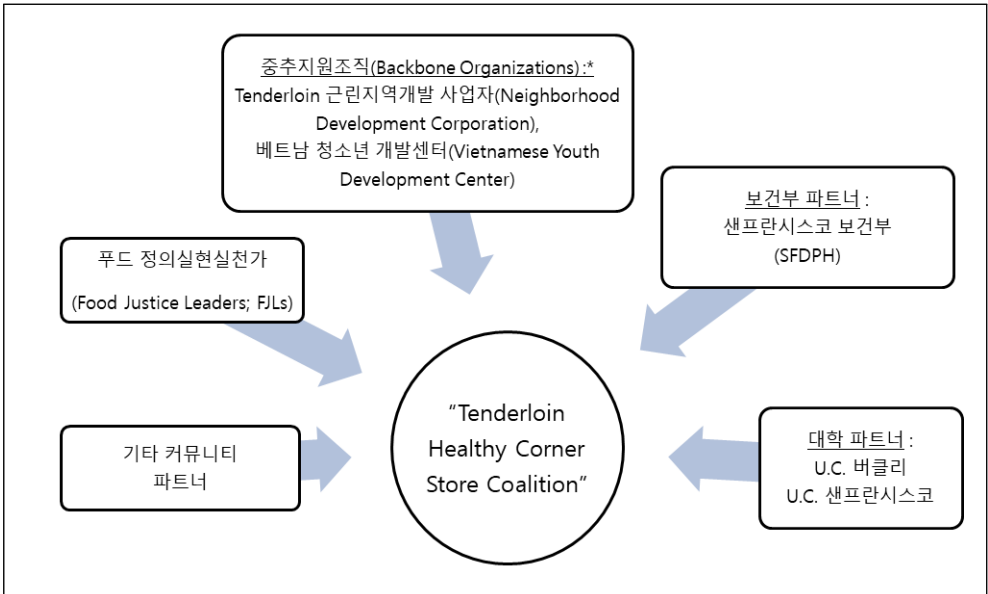 중추지원조직(Backbone Organizations) :*
Tenderloin 근린지역개발 사업자(Neighborhood
Development Corporation),
베트남 청소년 개발센터(Vietnamese Youth
Development Center)
보건부 파트너 :
샌프란시스코 보건부
(SFDPH)
푸드 정의실현실천가
(Food Justice Leaders; FJLs)
"Tenderloin
Healthy Corner
Store Coalition"
기타 커뮤니티
파트너
대학 파트너 :
U.C. 버클리
U.C. 샌프란시스코